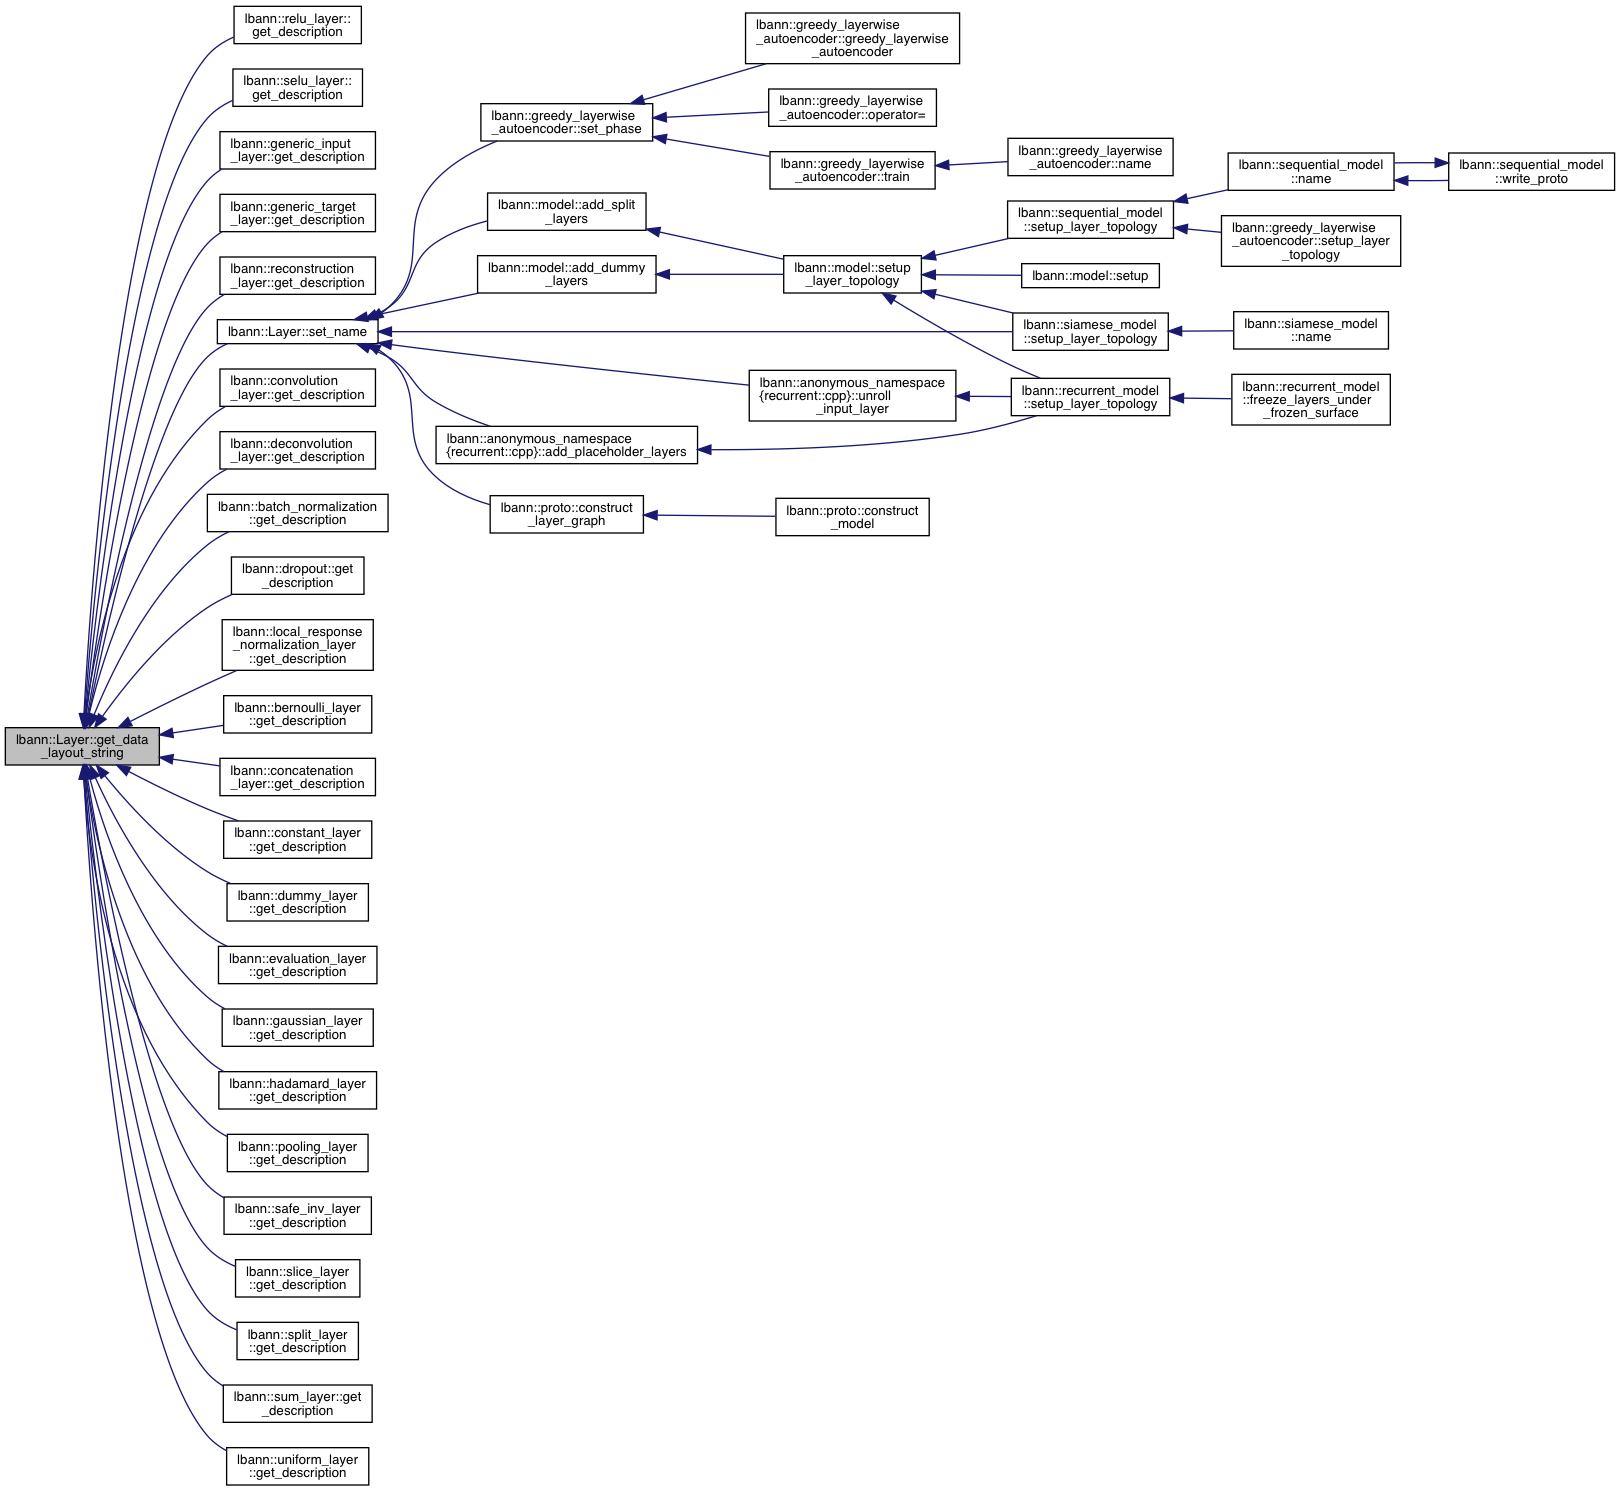 lbann::Layer::get_data
_layout_string
lbann::relu_layer::
get_description
lbann::selu_layer::
get_description
lbann::generic_input
_layer::get_description
lbann::generic_target
_layer::get_description
lbann::reconstruction
_layer::get_description
lbann::Layer::set_name
lbann::convolution
_layer::get_description
lbann::deconvolution
_layer::get_description
lbann::batch_normalization
::get_description
lbann::dropout::get
_description
lbann::local_response
_normalization_layer
::get_description
lbann::bernoulli_layer
::get_description
lbann::concatenation
_layer::get_description
lbann::constant_layer
::get_description
lbann::dummy_layer
::get_description
lbann::evaluation_layer
::get_description
lbann::gaussian_layer
::get_description
lbann::hadamard_layer
::get_description
lbann::pooling_layer
::get_description
lbann::safe_inv_layer
::get_description
lbann::slice_layer
::get_description
lbann::split_layer
::get_description
lbann::sum_layer::get
_description
lbann::uniform_layer
::get_description
lbann::greedy_layerwise
_autoencoder::set_phase
lbann::model::add_split
_layers
lbann::model::add_dummy
_layers
lbann::anonymous_namespace
{recurrent::cpp}::add_placeholder_layers
lbann::proto::construct
_layer_graph
lbann::greedy_layerwise
_autoencoder::greedy_layerwise
_autoencoder
lbann::greedy_layerwise
_autoencoder::operator=
lbann::greedy_layerwise
_autoencoder::train
lbann::model::setup
_layer_topology
lbann::anonymous_namespace
{recurrent::cpp}::unroll
_input_layer
lbann::proto::construct
_model
lbann::greedy_layerwise
_autoencoder::name
lbann::sequential_model
::setup_layer_topology
lbann::model::setup
lbann::siamese_model
::setup_layer_topology
lbann::recurrent_model
::setup_layer_topology
lbann::sequential_model
::name
lbann::greedy_layerwise
_autoencoder::setup_layer
_topology
lbann::siamese_model
::name
lbann::recurrent_model
::freeze_layers_under
_frozen_surface
lbann::sequential_model
::write_proto